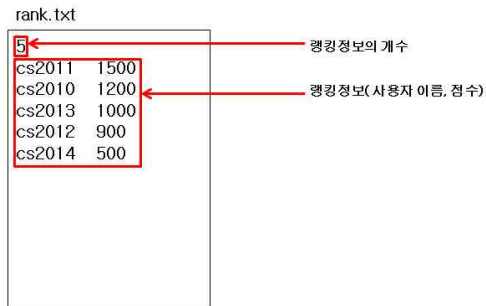 rank.txt
5
랭킹정보의 개수
cs2011 1500
cs2010 1200
랭킹정보(사용자 이름, 점수)
cs2013 1000
cs2012 900
cs2014 500